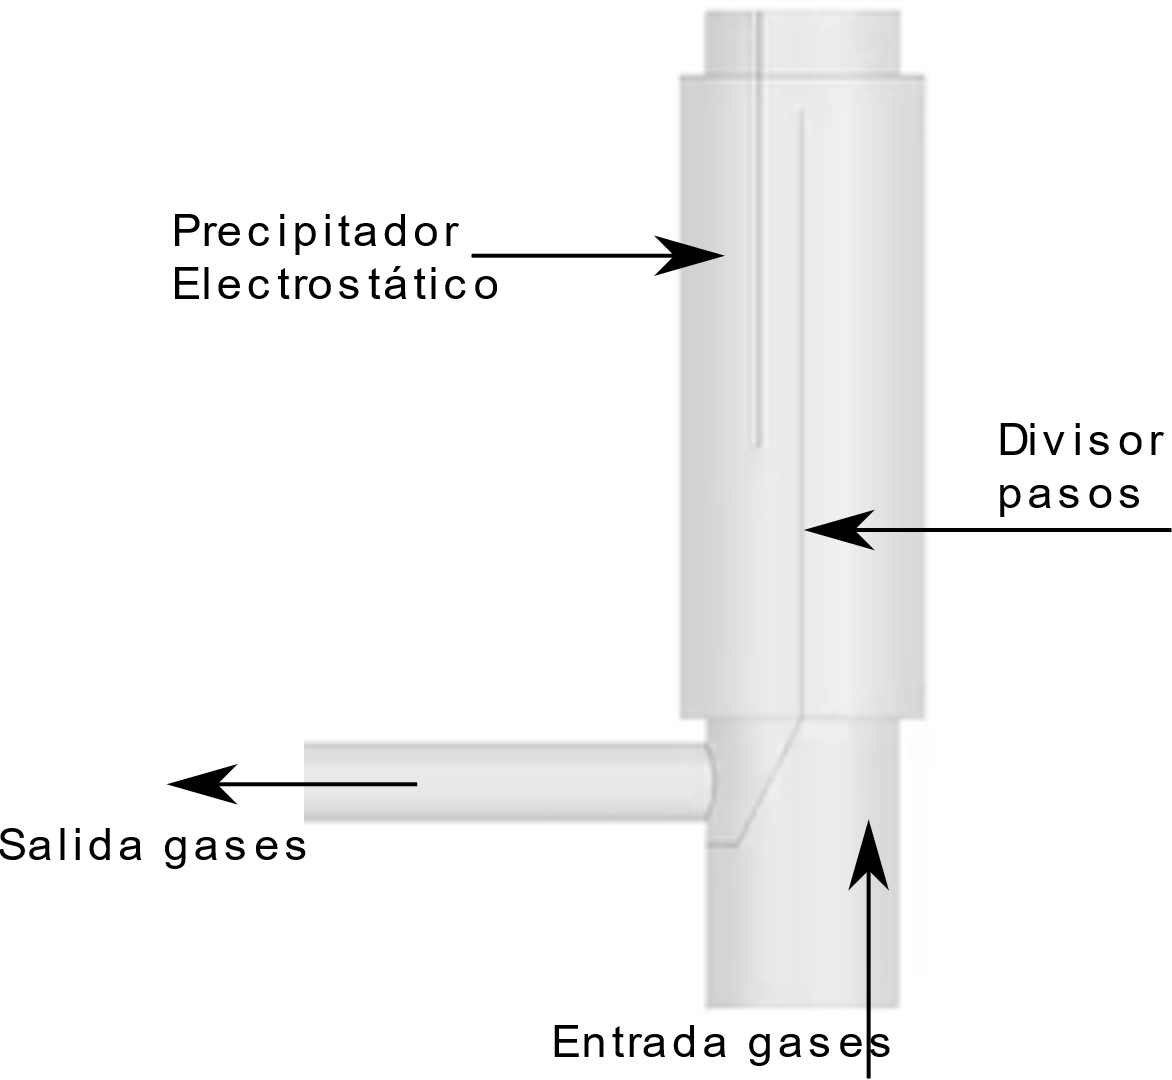 Precipitador
Electrostático
Divisor
pasos
Salida gases
Entrada gases